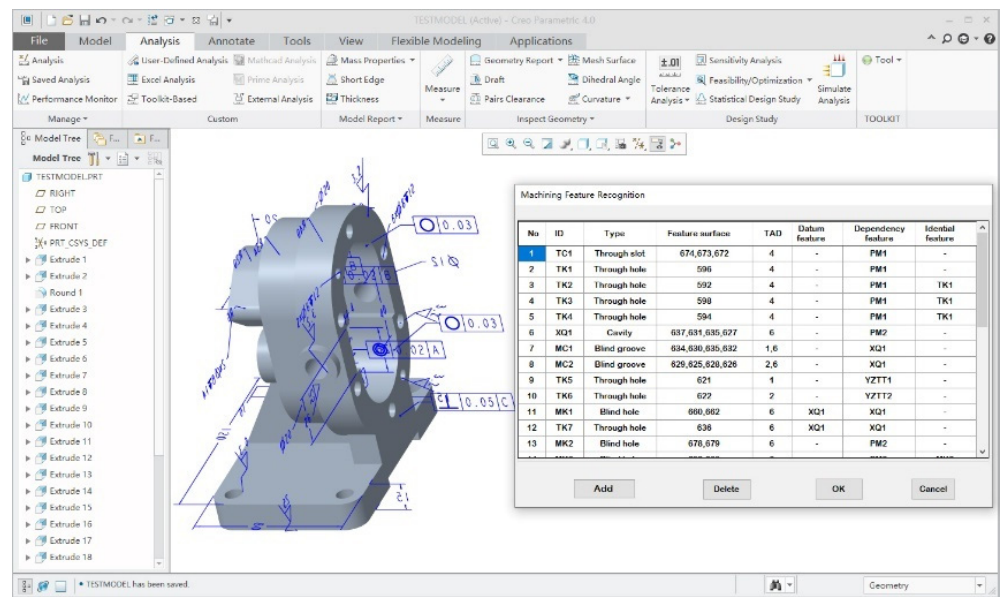 TESTMODEL (Active) - Creo Parametric 4.0
File Model Analysis Annotate Tools View Flexible Modeling Applications
Analysis User-Defined Analysis Mathcad Analysis Mass Properties Geometry Report Mesh Surface Sensitivity Analysis Tool
Saved Analysis Excel Analysis Prime Analysis Short Edge Draft Dihedral Angle Feasibility/Optimization
Performance Monitor Toolkit-Based External Analysis Thickness Measure Pairs Clearance Curvature Tolerance Analysis Statistical Design Study Simulate Analysis
Manage Custom Model Report Measure Inspect Geometry Design Study TOOLKIT
Model Tree F... F...
Model Tree
TESTMODEL.PRT
RIGHT
TOP
FRONT
PRT_CSYS_DEF
Extrude 1
Extrude 2
Round 1
Extrude 3
Extrude 4
Extrude 5
Extrude 6
Extrude 7
Extrude 8
Extrude 9
Extrude 10
Extrude 11
Extrude 12
Extrude 13
Extrude 14
Extrude 15
Extrude 16
Extrude 17
Extrude 18
0.03
0.03
02 A
0.05 C
Machining Feature Recognition
No ID Type Feature surface TAD Datum feature Dependency feature Idential feature
1 TC1 Through slot 674,673,672 4 - PM1 -
2 TK1 Through hole 596 4 - PM1 -
3 TK2 Through hole 592 4 - PM1 TK1
4 TK3 Through hole 598 4 - PM1 TK1
5 TK4 Through hole 594 4 - PM1 TK1
6 XQ1 Cavity 637,631,635,627 6 - PM2 -
7 MC1 Blind groove 634,630,635,632 1,6 - XQ1 -
8 MC2 Blind groove 629,625,628,626 2,6 - XQ1 -
9 TK5 Through hole 621 1 - YZTT1 -
10 TK6 Through hole 622 2 - YZTT2 -
11 MK1 Blind hole 660,662 6 XQ1 XQ1 -
12 TK7 Through hole 636 6 XQ1 XQ1 -
13 MK2 Blind hole 678,679 6 - PM2 -
Add Delete OK Cancel
TESTMODEL has been saved.
Geometry